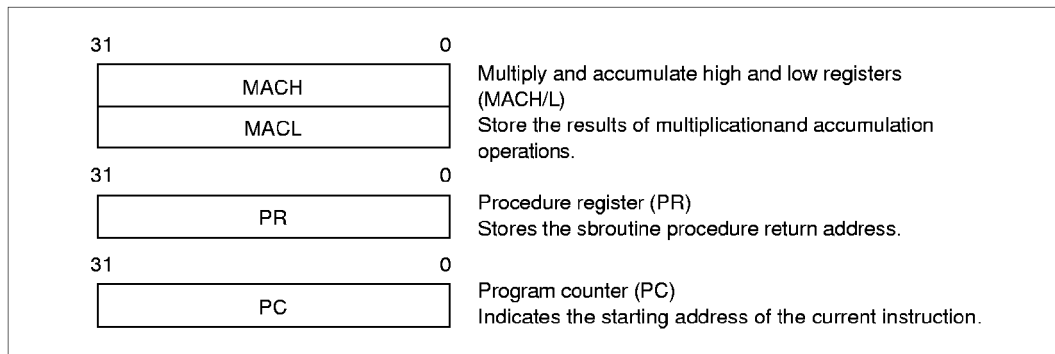 31 0
MACH
MACL
Multiply and accumulate high and low registers
(MACH/L)
Store the results of multiplicationand accumulation
operations.
31 0
PR
Procedure register (PR)
Stores the sbroutine procedure return address.
31 0
PC
Program counter (PC)
Indicates the starting address of the current instruction.